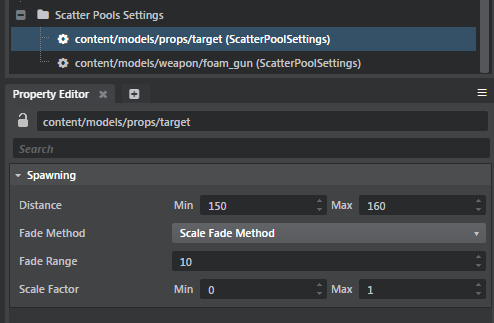 Scatter Pools Settings
content/models/props/target (ScatterPoolSettings)
content/models/weapon/foam_gun (ScatterPoolSettings)
Property Editor
content/models/props/target
Search
Spawning
Distance Min 150 Max 160
Fade Method Scale Fade Method
Fade Range 10
Scale Factor Min 0 Max 1